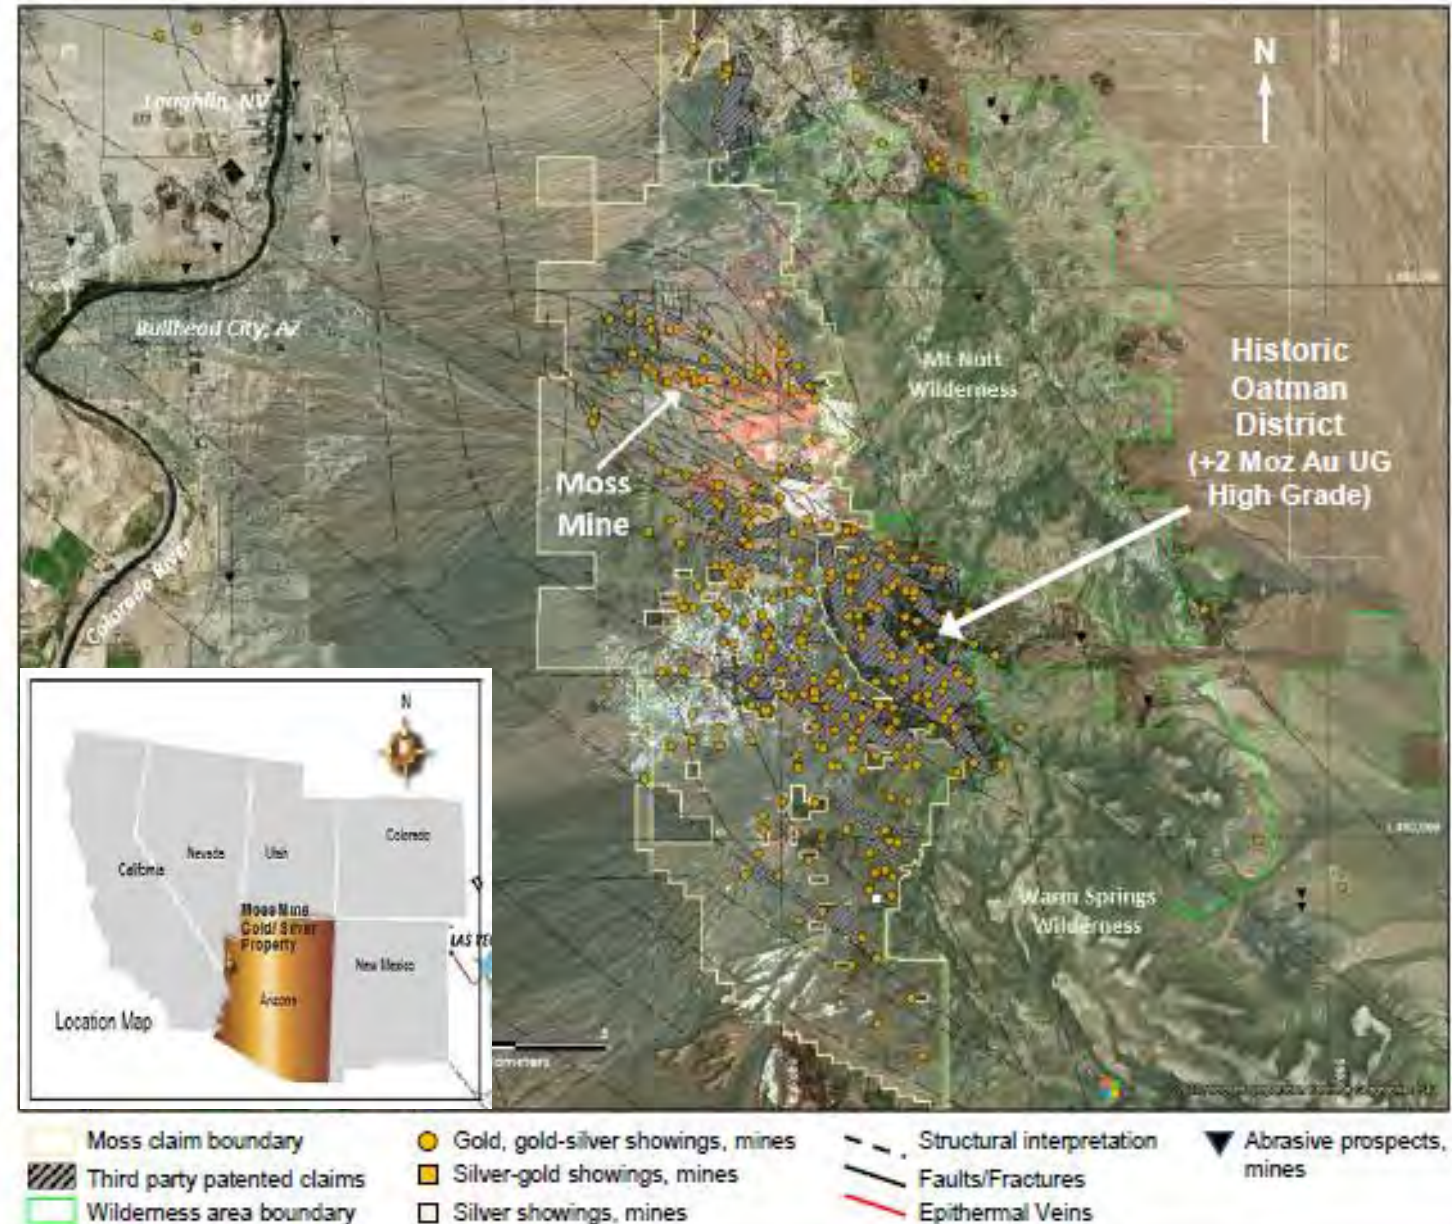 N
Laughlin, NV
Bullhead City, AZ
Mt Nutt
Wilderness
Historic
Oatman
District
(+2 Moz Au UG
High Grade)
Moss
Mine
Colorado River
Warm Springs
Wilderness
N
Colorado
Nevada
Utah
California
Moss Mine
Gold/ Silver
Property
New Mexico
Arizona
Location Map
Moss claim boundary
Third party patented claims
Wilderness area boundary
Gold, gold-silver showings, mines
Silver-gold showings, mines
Silver showings, mines
Structural interpretation
Faults/Fractures
Epithermal Veins
Abrasive prospects,
mines